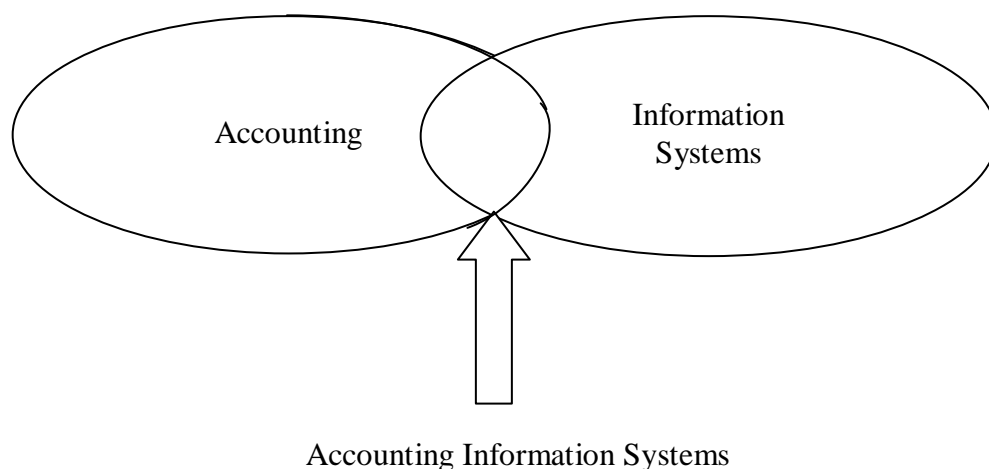 Accounting
Information
Systems
Accounting Information Systems